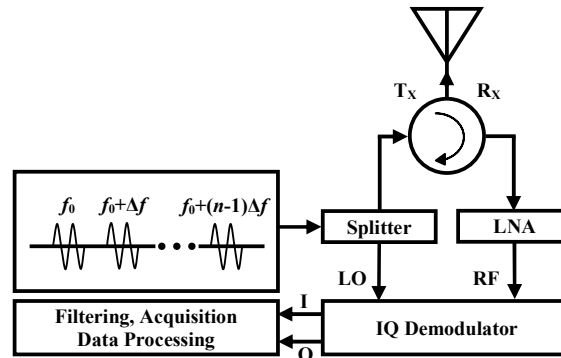 Tx Rx
f0 f0+Δf f0+(n-1)Δf
Splitter
LNA
LO
RF
Filtering, Acquisition
Data Processing
I
Q
IQ Demodulator